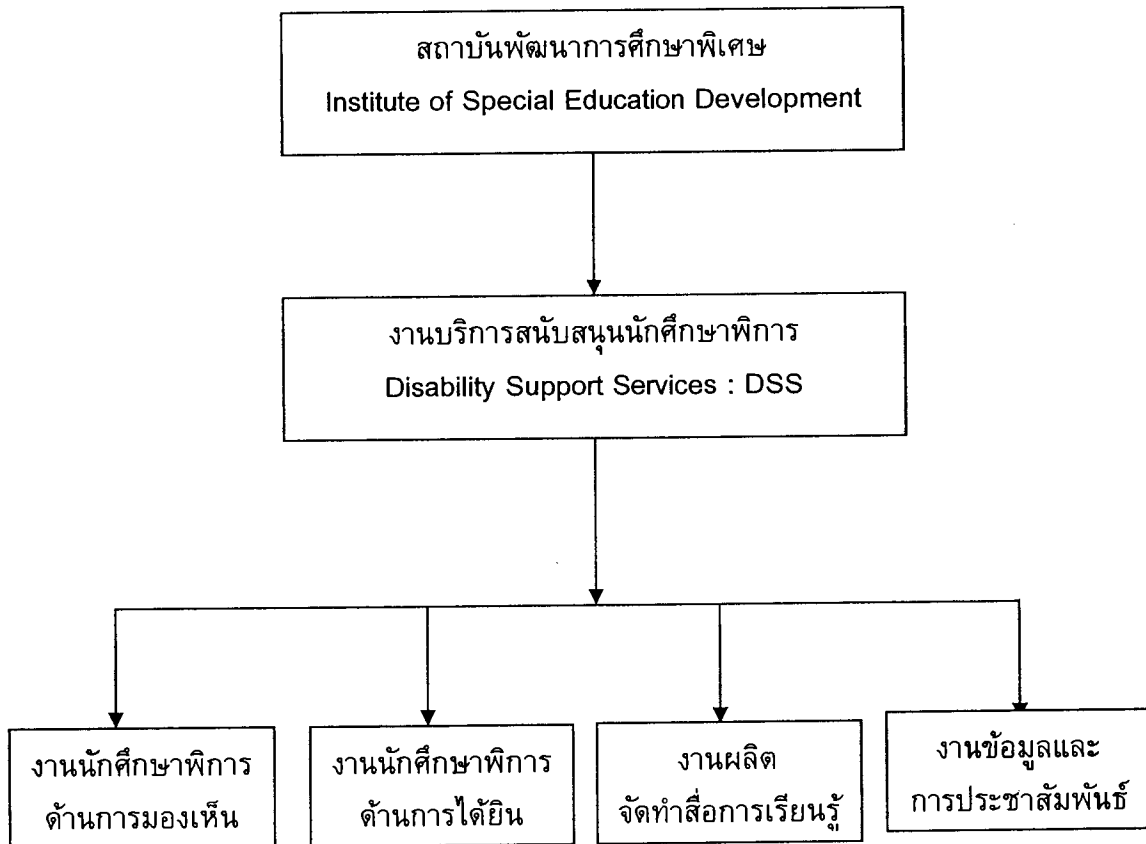 สถาบันพัฒนาการศึกษาพิเศษ
Institute of Special Education Development
งานบริการสนับสนุนนักศึกษาพิการ
Disability Support Services : DSS
งานนักศึกษาพิการ
ด้านการมองเห็น
งานนักศึกษาพิการ
ด้านการได้ยิน
งานผลิต
จัดทำสื่อการเรียนรู้
งานข้อมูลและ
การประชาสัมพันธ์